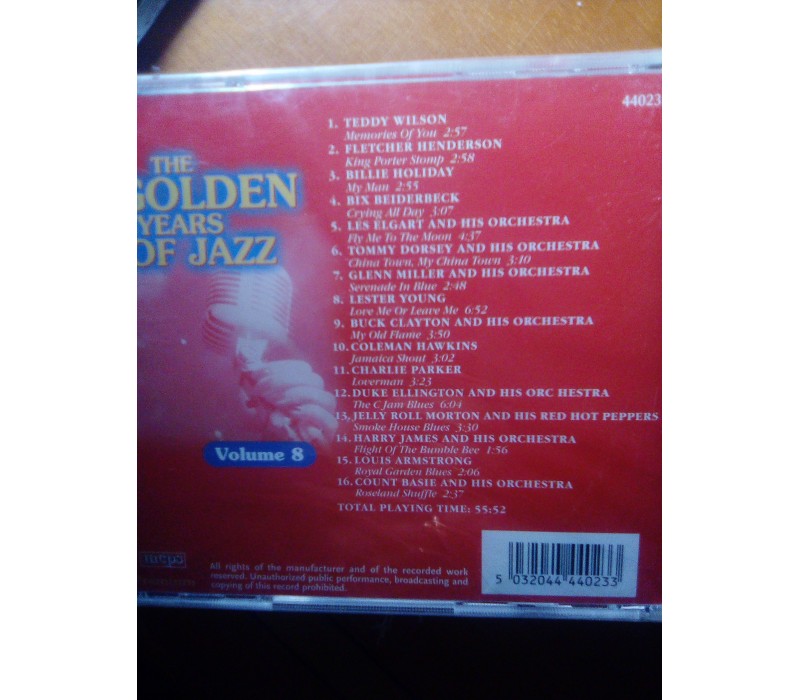 44023
THE
GOLDEN
YEARS
OF JAZZ
Volume 8
1. TEDDY WILSON
Memories Of You 2:57
2. FLETCHER HENDERSON
King Porter Stomp 2:58
3. BILLIE HOLIDAY
My Man 2:55
4. BIX BEIDERBECK
Crying All Day 3:07
5. LES ELGART AND HIS ORCHESTRA
Fly Me To The Moon 4:37
6. TOMMY DORSEY AND HIS ORCHESTRA
China Town, My China Town 3:10
7. GLENN MILLER AND HIS ORCHESTRA
Serenade In Blue 2:48
8. LESTER YOUNG
Love Me Or Leave Me 6:52
9. BUCK CLAYTON AND HIS ORCHESTRA
My Old Flame 3:50
10. COLEMAN HAWKINS
Jamaica Shout 3:02
11. CHARLIE PARKER
Loverman 3:23
12. DUKE ELLINGTON AND HIS ORC HESTRA
The C Jam Blues 6:04
13. JELLY ROLL MORTON AND HIS RED HOT PEPPERS
Smoke House Blues 3:30
14. HARRY JAMES AND HIS ORCHESTRA
Flight Of The Bumble Bee 1:56
15. LOUIS ARMSTRONG
Royal Garden Blues 2:06
16. COUNT BASIE AND HIS ORCHESTRA
Roseland Shuffle 2:37
TOTAL PLAYING TIME: 55:52
All rights of the manufacturer and of the recorded work
reserved. Unauthorized public performance, broadcasting and
copying of this record prohibited.
5 032044 440233